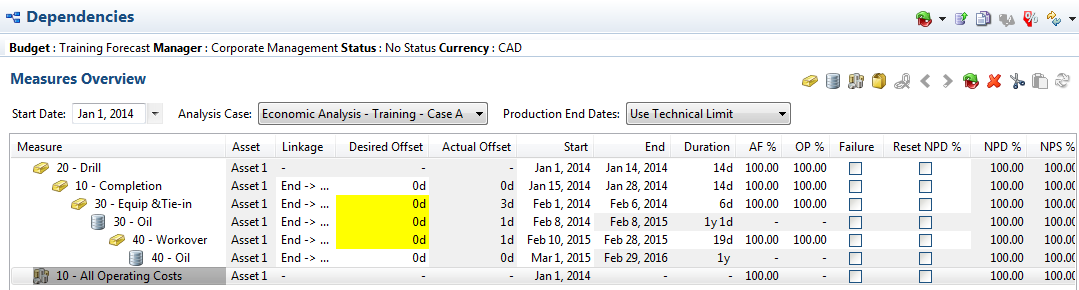 Dependencies
Budget : Training Forecast Manager : Corporate Management Status : No Status Currency : CAD
Measures Overview
Start Date: Jan 1, 2014 Analysis Case: Economic Analysis - Training - Case A Production End Dates: Use Technical Limit
Measure Asset Linkage Desired Offset Actual Offset Start End Duration AF % OP % Failure Reset NPD % NPD % NPS %
20 - Drill Asset 1 - - - Jan 1, 2014 Jan 14, 2014 14d 100.00 100.00 100.00 100.00
10 - Completion Asset 1 End -> ... 0d 0d Jan 15, 2014 Jan 28, 2014 14d 100.00 100.00 100.00 100.00
30 - Equip &Tie-in Asset 1 End -> ... 0d 3d Feb 1, 2014 Feb 6, 2014 6d 100.00 100.00 100.00 100.00
30 - Oil Asset 1 End -> ... 0d 1d Feb 8, 2014 Feb 8, 2015 1y 1d - - 100.00 100.00
40 - Workover Asset 1 End -> ... 0d 1d Feb 10, 2015 Feb 28, 2015 19d 100.00 100.00 100.00 100.00
40 - Oil Asset 1 End -> ... 0d 0d Mar 1, 2015 Feb 29, 2016 1y - - 100.00 100.00
10 - All Operating Costs Asset 1 - - - Jan 1, 2014 - - 100.00 - 100.00 100.00